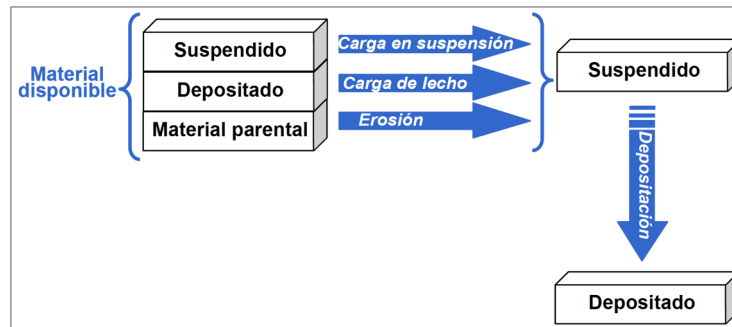 Material
disponible
Suspendido
Depositado
Material parental
Carga en suspensión
Carga de lecho
Erosión
Suspendido
Depositación
Depositado